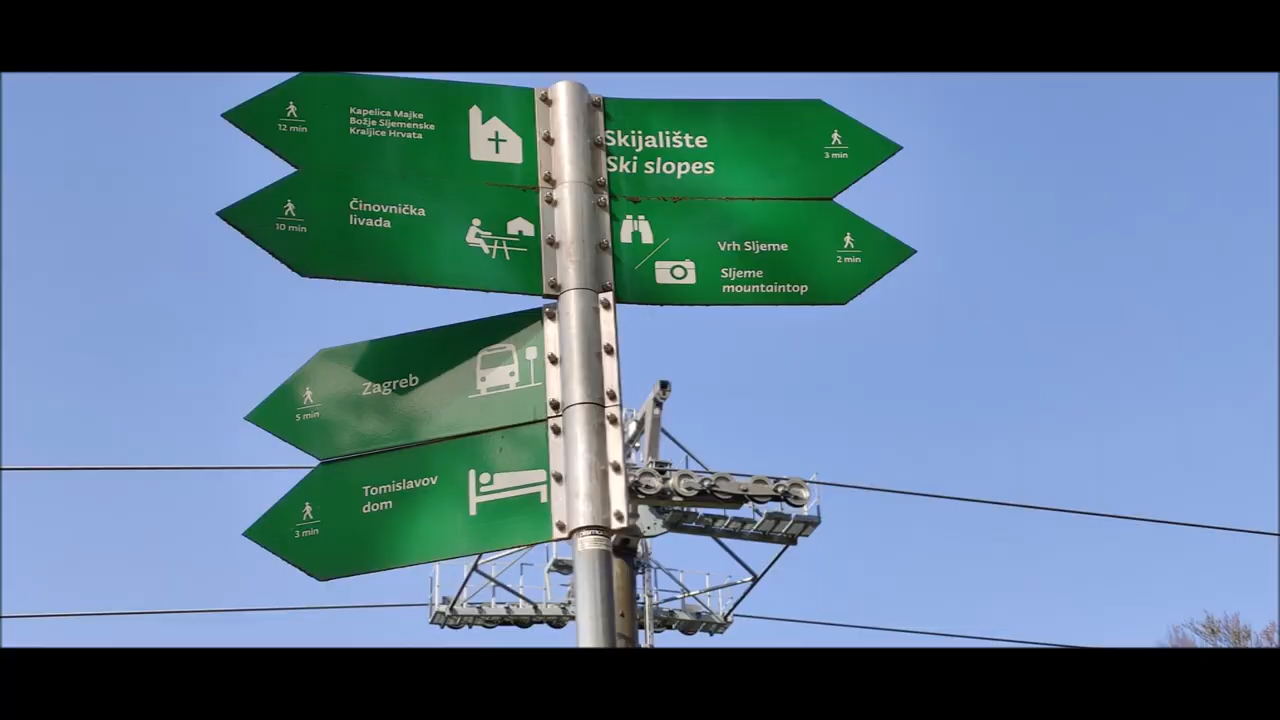 Kapelica Majke
Božje Sljemenske
Kraljice Hrvata
12 min
Skijalište
Ski slopes
3 min
Činovnička
livada
10 min
Vrh Sljeme
Sljeme
mountaintop
2 min
Zagreb
5 min
Tomislavov
dom
3 min